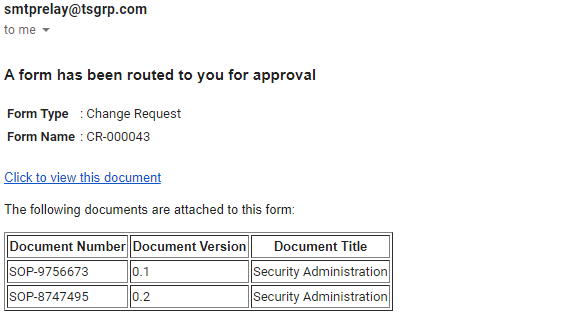 smtprelay@tsgrp.com
to me
A form has been routed to you for approval
Form Type : Change Request
Form Name : CR-000043
Click to view this document
The following documents are attached to this form:
Document Number Document Version Document Title
SOP-9756673 0.1 Security Administration
SOP-8747495 0.2 Security Administration